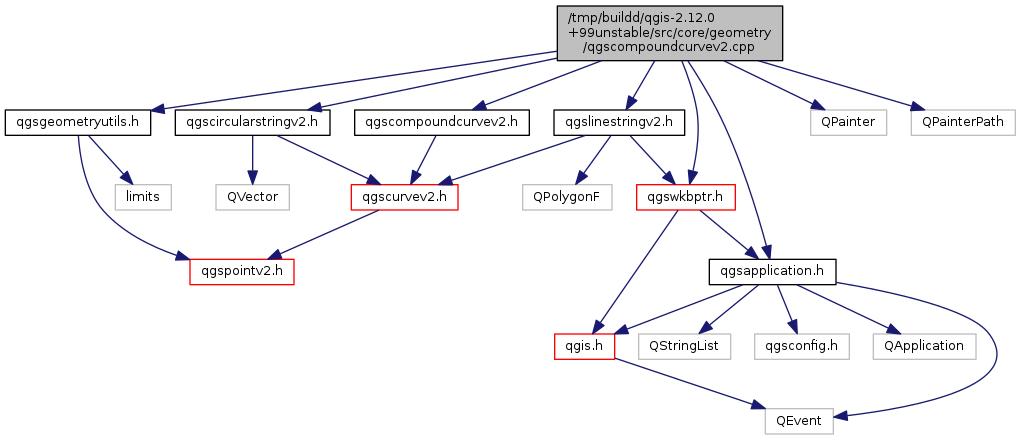 /tmp/buildd/qgis-2.12.0
+99unstable/src/core/geometry
/qgscompoundcurvev2.cpp
qgsgeometryutils.h
qgscircularstringv2.h
qgscompoundcurvev2.h
qgslinestringv2.h
QPainter
QPainterPath
limits
QVector
qgscurvev2.h
QPolygonF
qgswkbptr.h
qgspointv2.h
qgsapplication.h
qgis.h
QStringList
qgsconfig.h
QApplication
QEvent